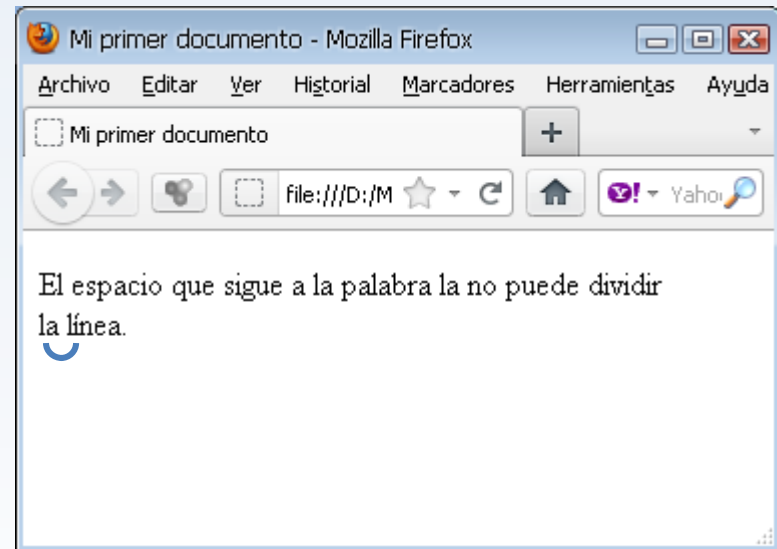 Mi primer documento - Mozilla Firefox
Archivo Editar Ver Historial Marcadores Herramientas Ayuda
Mi primer documento
file:///D:/M Yaho
El espacio que sigue a la palabra la no puede dividir
la línea.